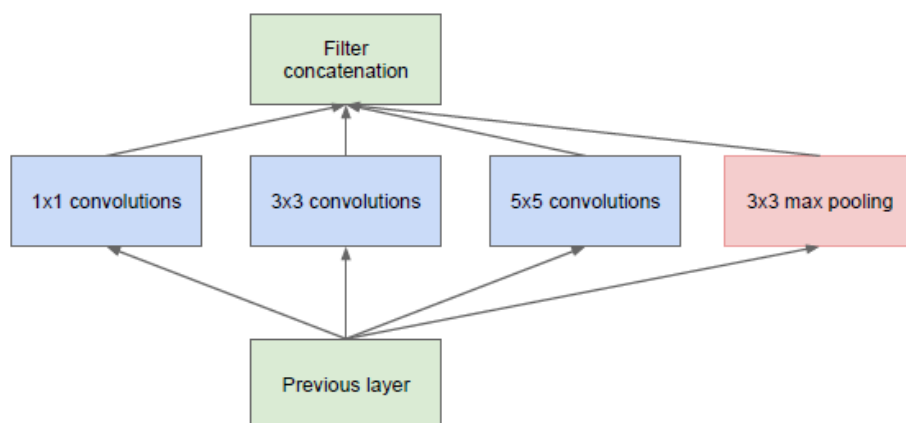 Filter
concatenation
1x1 convolutions
3x3 convolutions
5x5 convolutions
3x3 max pooling
Previous layer